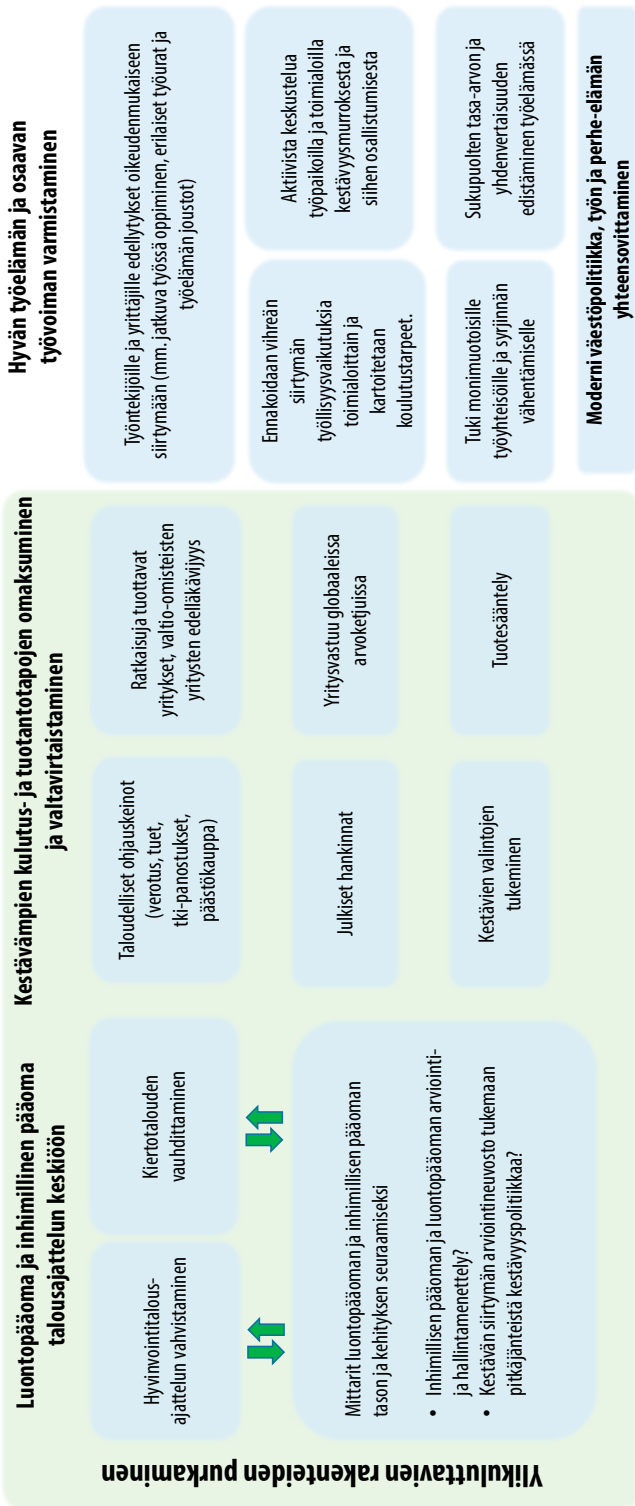 Ylikuluttavien rakenteiden purkaminen
Luontopääoma ja inhimillinen pääoma
talousajattelun keskiöön
Hyvinvointitalous-
ajattelun vahvistaminen
Kiertotalouden
vauhdittaminen
Mittarit luontopääoman ja inhimillisen pääoman
tason ja kehityksen seuraamiseksi
• Inhimillisen pääoman ja luontopääoman arviointi-
ja hallintamenettely?
• Kestävän siirtymän arviointineuvosto tukemaan
pitkäjänteistä kestävyyspolitiikkaa?
Kestävämpien kulutus- ja tuotantotapojen omaksuminen
ja valtavirtaistaminen
Taloudelliset ohjauskeinot
(verotus, tuet,
tki-panostukset,
päästökauppa)
Ratkaisuja tuottavat
yritykset, valtio-omisteisten
yritysten edelläkävijyys
Julkiset hankinnat
Yritysvastuu globaaleissa
arvoketjuissa
Kestävien valintojen
tukeminen
Tuotesääntely
Hyvän työelämän ja osaavan
työvoiman varmistaminen
Työntekijöille ja yrittäjille edellytykset oikeudenmukaiseen
siirtymään (mm. jatkuva työssä oppiminen, erilaiset työurat ja
työelämän joustot)
Ennakoidaan vihreän
siirtymän
työllisyysvaikutuksia
toimialoittain ja
kartoitetaan
koulutustarpeet.
Aktiivista keskustelua
työpaikoilla ja toimialoilla
kestävyysmurroksesta ja
siihen osallistumisesta
Tuki monimuotoisille
työyhteisöille ja syrjinnän
vähentämiselle
Sukupuolten tasa-arvon ja
yhdenvertaisuuden
edistäminen työelämässä
Moderni väestöpolitiikka, työn ja perhe-elämän
yhteensovittaminen